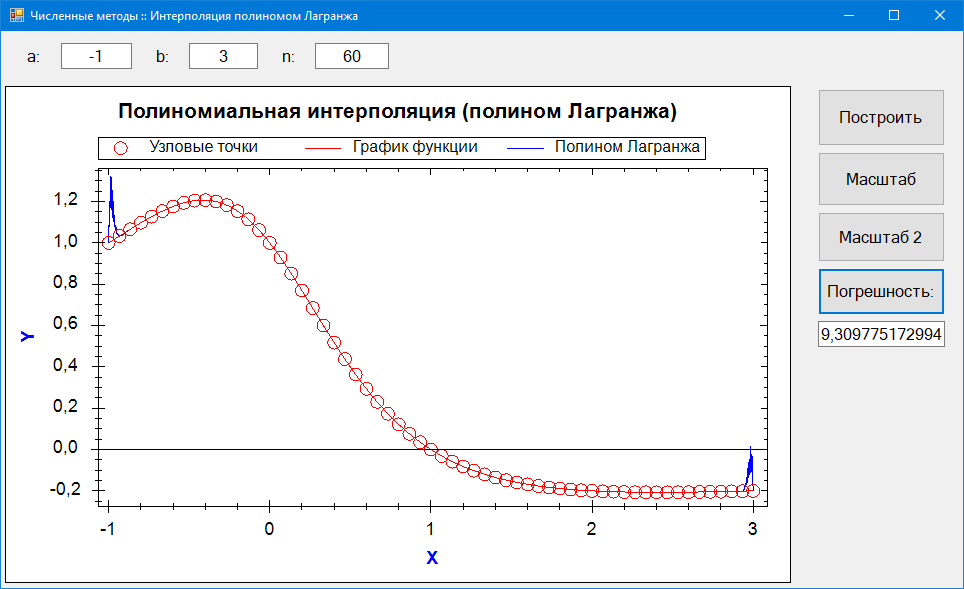 Численные методы :: Интерполяция полиномом Лагранжа
a: -1 b: 3 n: 60
Полиномиальная интерполяция (полином Лагранжа)
Узловые точки График функции Полином Лагранжа
1,2
1,0
0,8
0,6
0,4
0,2
0,0
-0,2
Y
-1 0 1 2 3
X
Построить
Масштаб
Масштаб 2
Погрешность:
9,309775172994